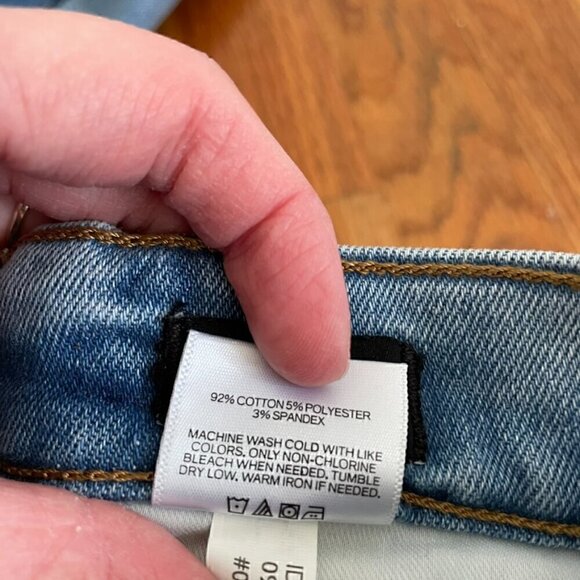 92% COTTON 5% POLYESTER
3% SPANDEX
MACHINE WASH COLD WITH LIKE
COLORS. ONLY NON-CHLORINE
BLEACH WHEN NEEDED. TUMBLE
DRY LOW. WARM IRON IF NEEDED.